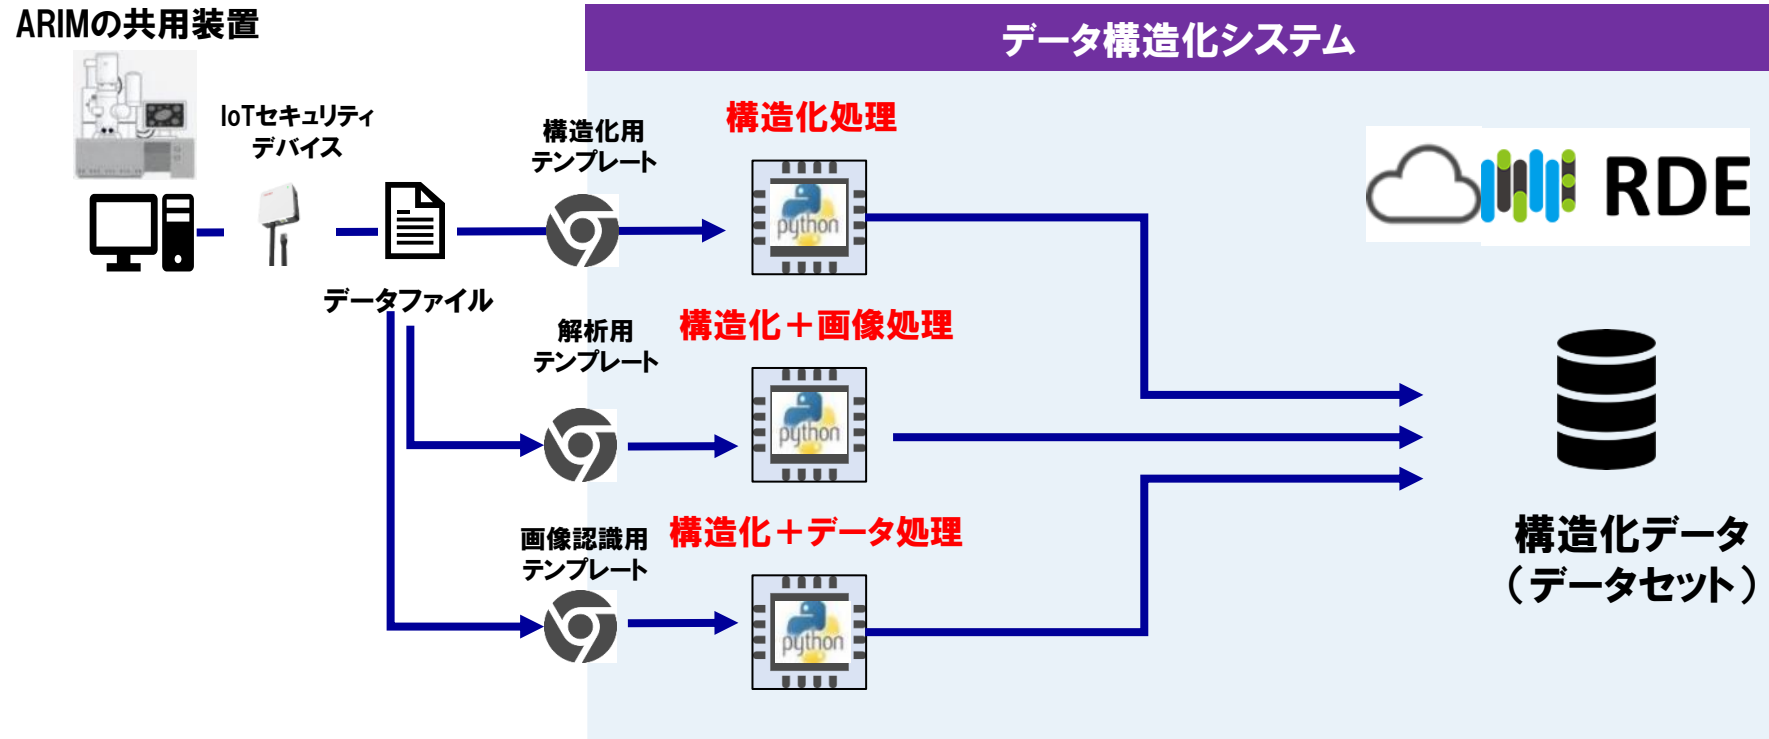 ARIMの共用装置
データ構造化システム
IoTセキュリティ
デバイス
構造化用
テンプレート
構造化処理
python
RDE
データファイル
解析用
テンプレート
構造化＋画像処理
python
画像認識用
テンプレート
構造化＋データ処理
python
構造化データ
（データセット）